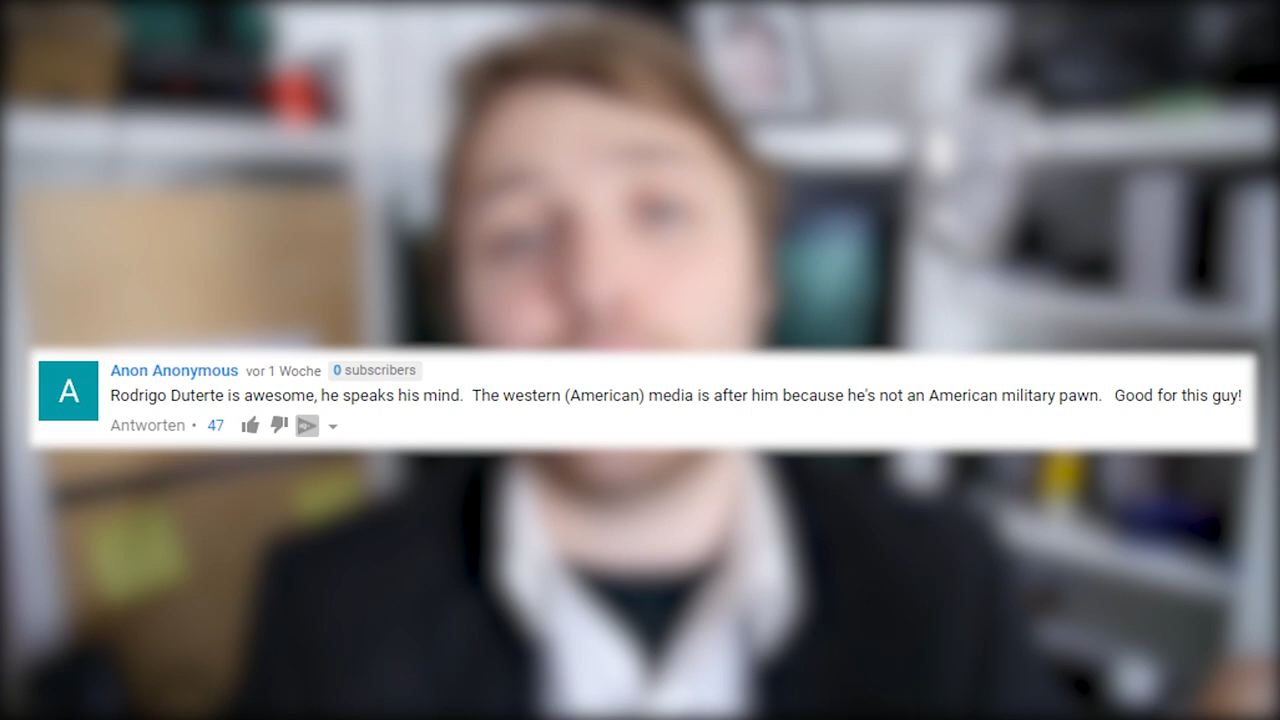 A
Anon Anonymous vor 1 Woche 0 subscribers
Rodrigo Duterte is awesome, he speaks his mind. The western (American) media is after him because he's not an American military pawn. Good for this guy!
Antworten • 47